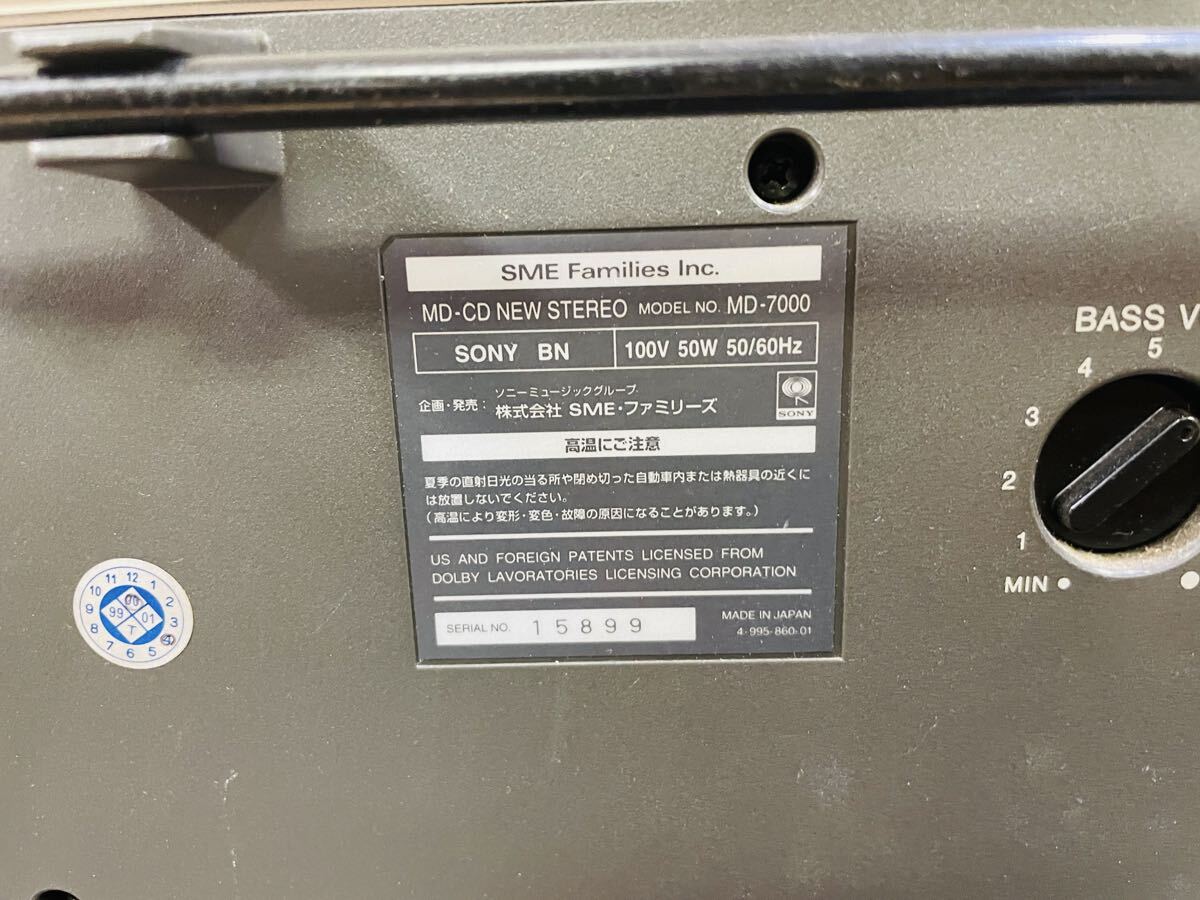 SME Families Inc.
MD-CD NEW STEREO MODEL NO. MD-7000
SONY BN 100V 50W 50/60Hz
ソニーミュージックグループ
企画・発売: 株式会社 SME・ファミリーズ
SONY
高温にご注意
夏季の直射日光の当る所や閉め切った自動車内または熱器具の近くに
は放置しないでください。
(高温により変形・変色・故障の原因になることがあります。)
US AND FOREIGN PATENTS LICENSED FROM
DOLBY LAVORATORIES LICENSING CORPORATION
SERIAL NO. 15899
MADE IN JAPAN
4-995-860-01
BASS V
5
4
3
2
1
MIN
12
1
2
3
4
5
6
7
8
9
10
11
00
99
01
T